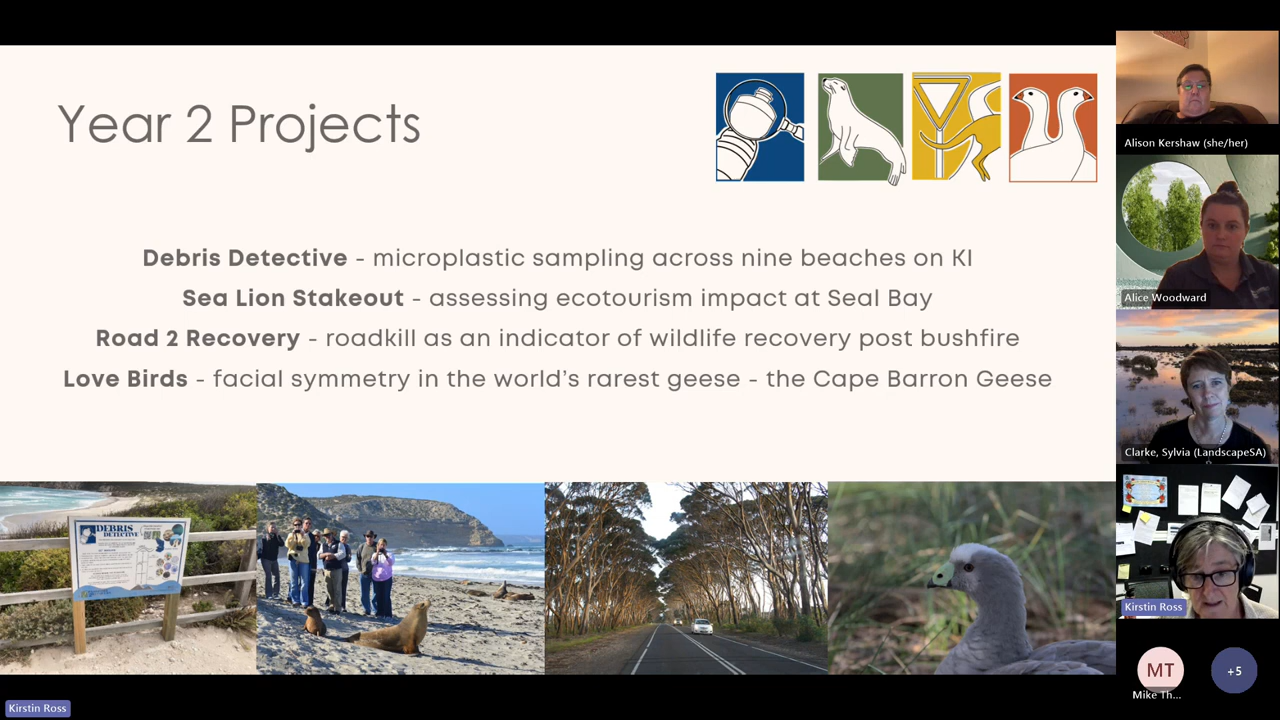 Year 2 Projects
Debris Detective - microplastic sampling across nine beaches on KI
Sea Lion Stakeout - assessing ecotourism impact at Seal Bay
Road 2 Recovery - roadkill as an indicator of wildlife recovery post bushfire
Love Birds - facial symmetry in the world's rarest geese - the Cape Barron Geese
DEBRIS
DETECTIVE
Alison Kershaw (she/her)
Alice Woodward
Clarke, Sylvia (LandscapeSA)
Kirstin Ross
MT
Mike Th...
+5
Kirstin Ross